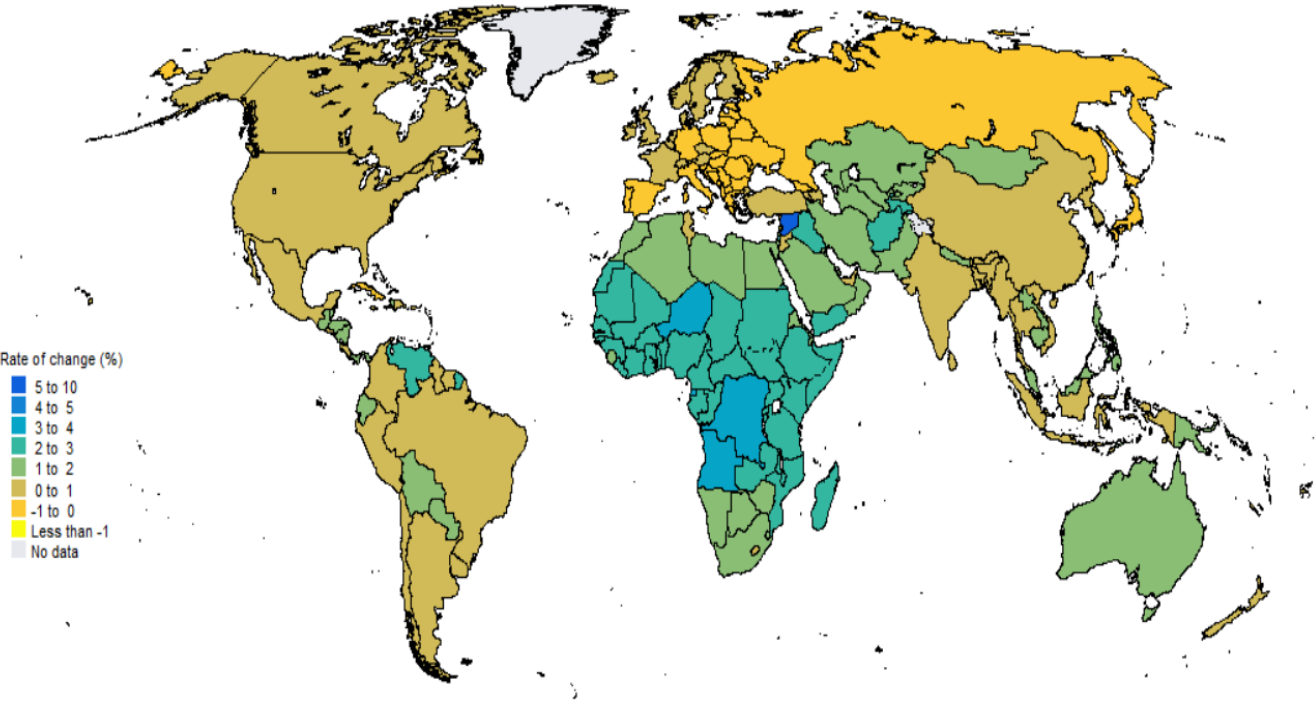 Rate of change (%)
5 to 10
4 to 5
3 to 4
2 to 3
1 to 2
0 to 1
-1 to 0
Less than -1
No data